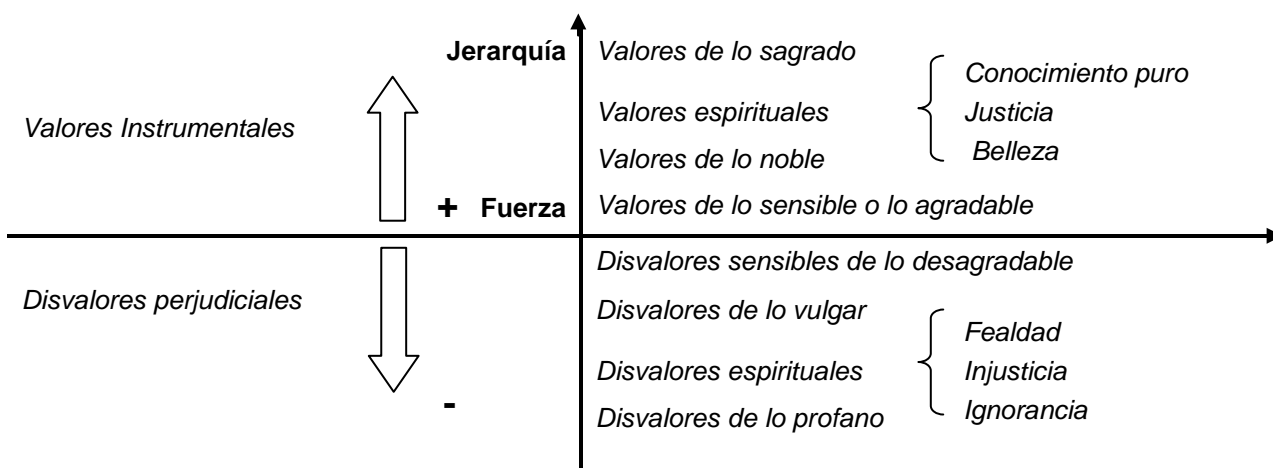 Jerarquía Valores de lo sagrado
Conocimiento puro
Valores Instrumentales
Valores espirituales
Justicia
Valores de lo noble
Belleza
+ Fuerza Valores de lo sensible o lo agradable
Disvalores sensibles de lo desagradable
Disvalores perjudiciales
Disvalores de lo vulgar
Fealdad
Disvalores espirituales
Injusticia
-
Disvalores de lo profano
Ignorancia